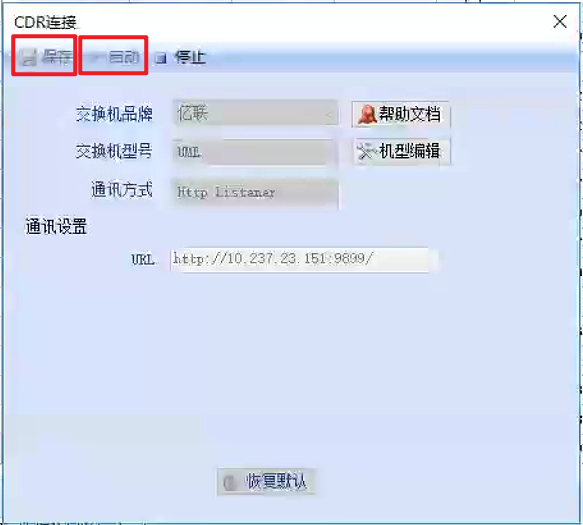 CDR连接
保存 启动 停止
交换机品牌 亿联 帮助文档
交换机型号 UML 机型编辑
通讯方式 Http listener
通讯设置
URL http://10.237.23.151:9899/
恢复默认